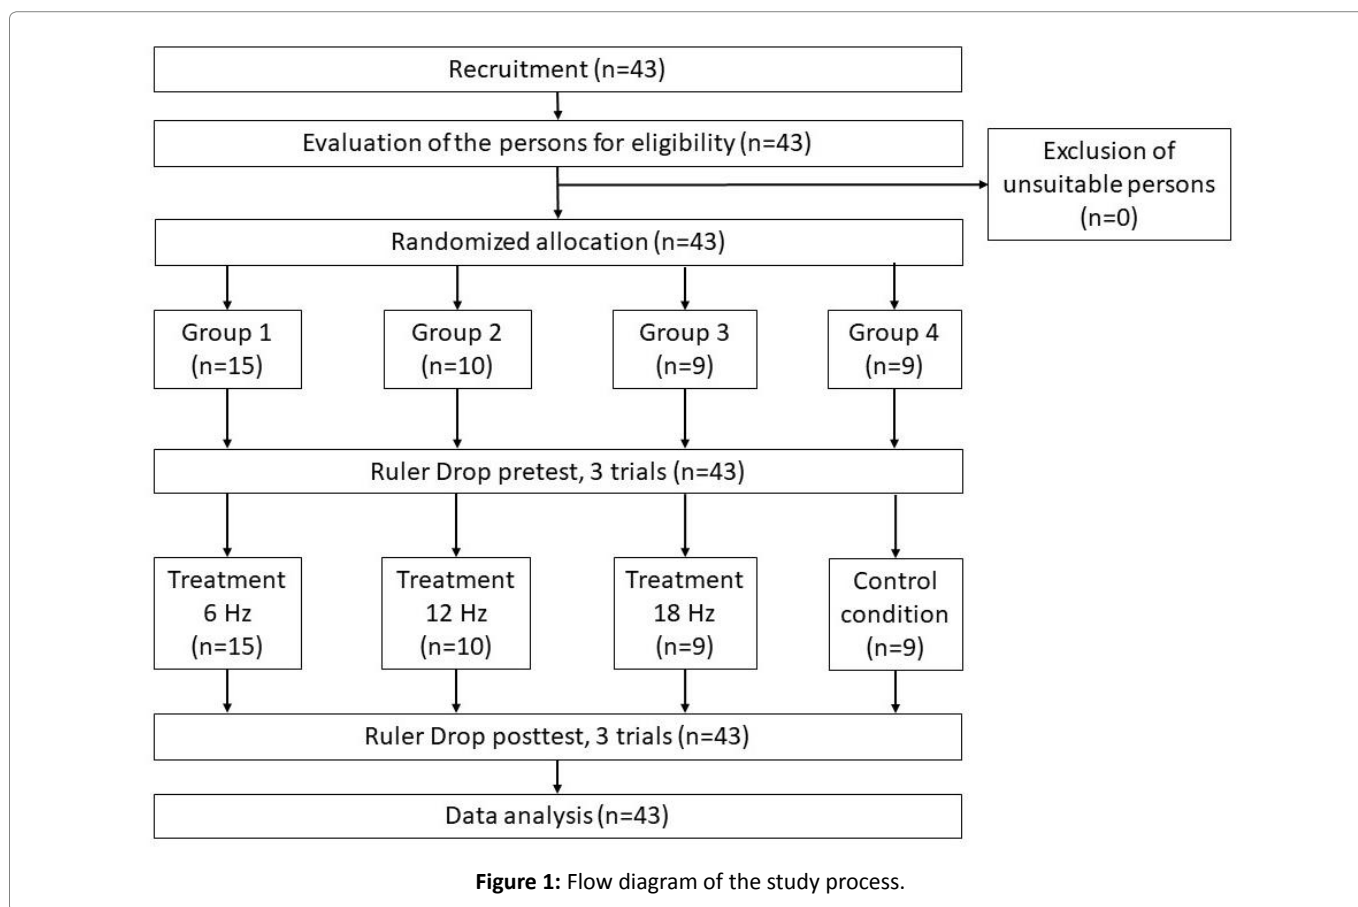 Recruitment (n=43)
Evaluation of the persons for eligibility (n=43)
Exclusion of
unsuitable persons
(n=0)
Randomized allocation (n=43)
Group 1
(n=15)
Group 2
(n=10)
Group 3
(n=9)
Group 4
(n=9)
Ruler Drop pretest, 3 trials (n=43)
Treatment
6 Hz
(n=15)
Treatment
12 Hz
(n=10)
Treatment
18 Hz
(n=9)
Control
condition
(n=9)
Ruler Drop posttest, 3 trials (n=43)
Data analysis (n=43)
Figure 1: Flow diagram of the study process.